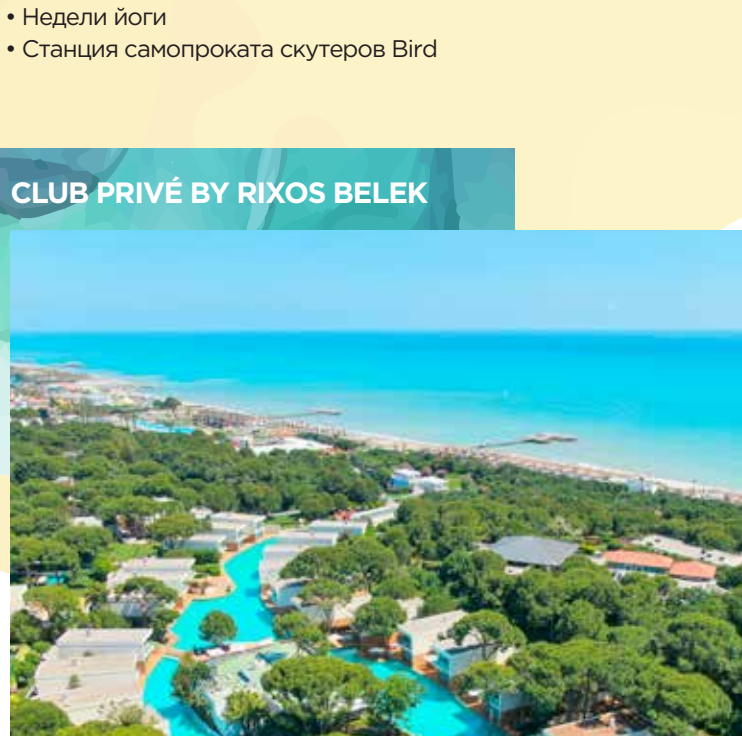 • Недели йоги
• Станция самопроката скутеров Bird
CLUB PRIVÉ BY RIXOS BELEK